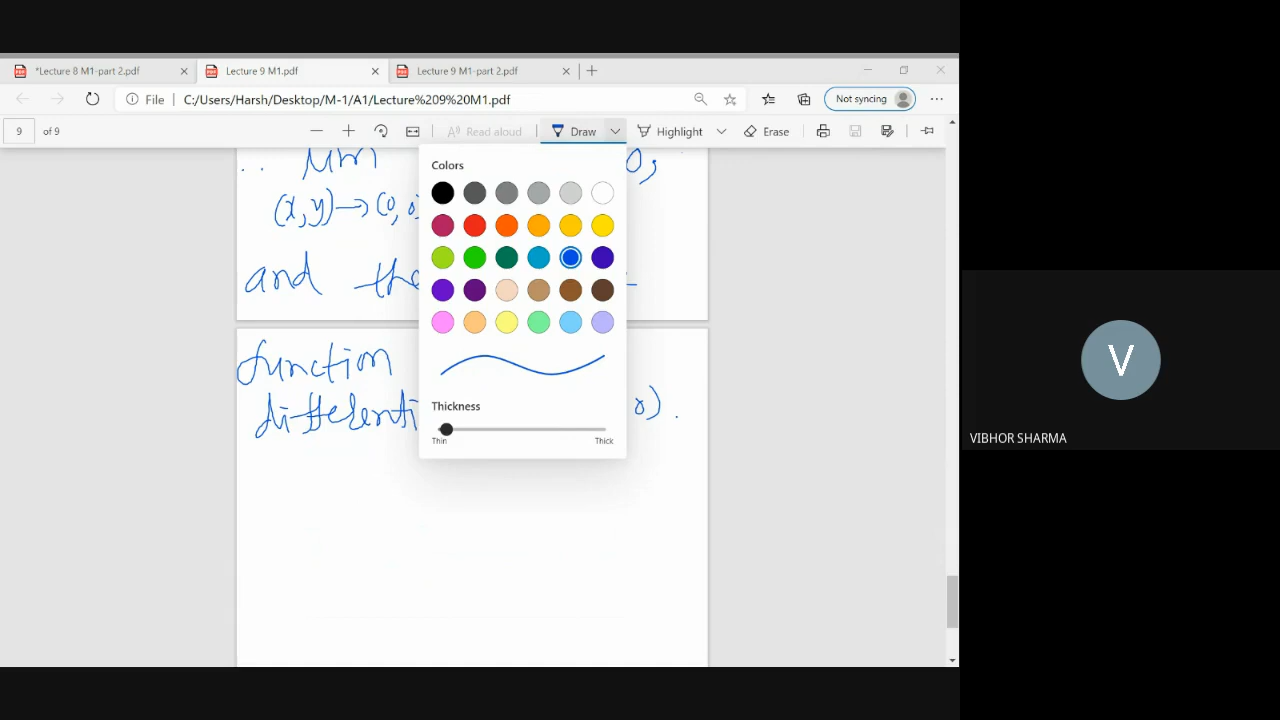 *Lecture 8 M1-part 2.pdf
Lecture 9 M1.pdf
Lecture 9 M1-part 2.pdf
File | C:/Users/Harsh/Desktop/M-1/A1/Lecture%209%20M1.pdf
Not syncing
9 of 9
Read aloud
Draw
Highlight
Erase
Colors
(x,y)→(0,
and the
function
differenti
Thickness
Thin
Thick
V
VIBHOR SHARMA